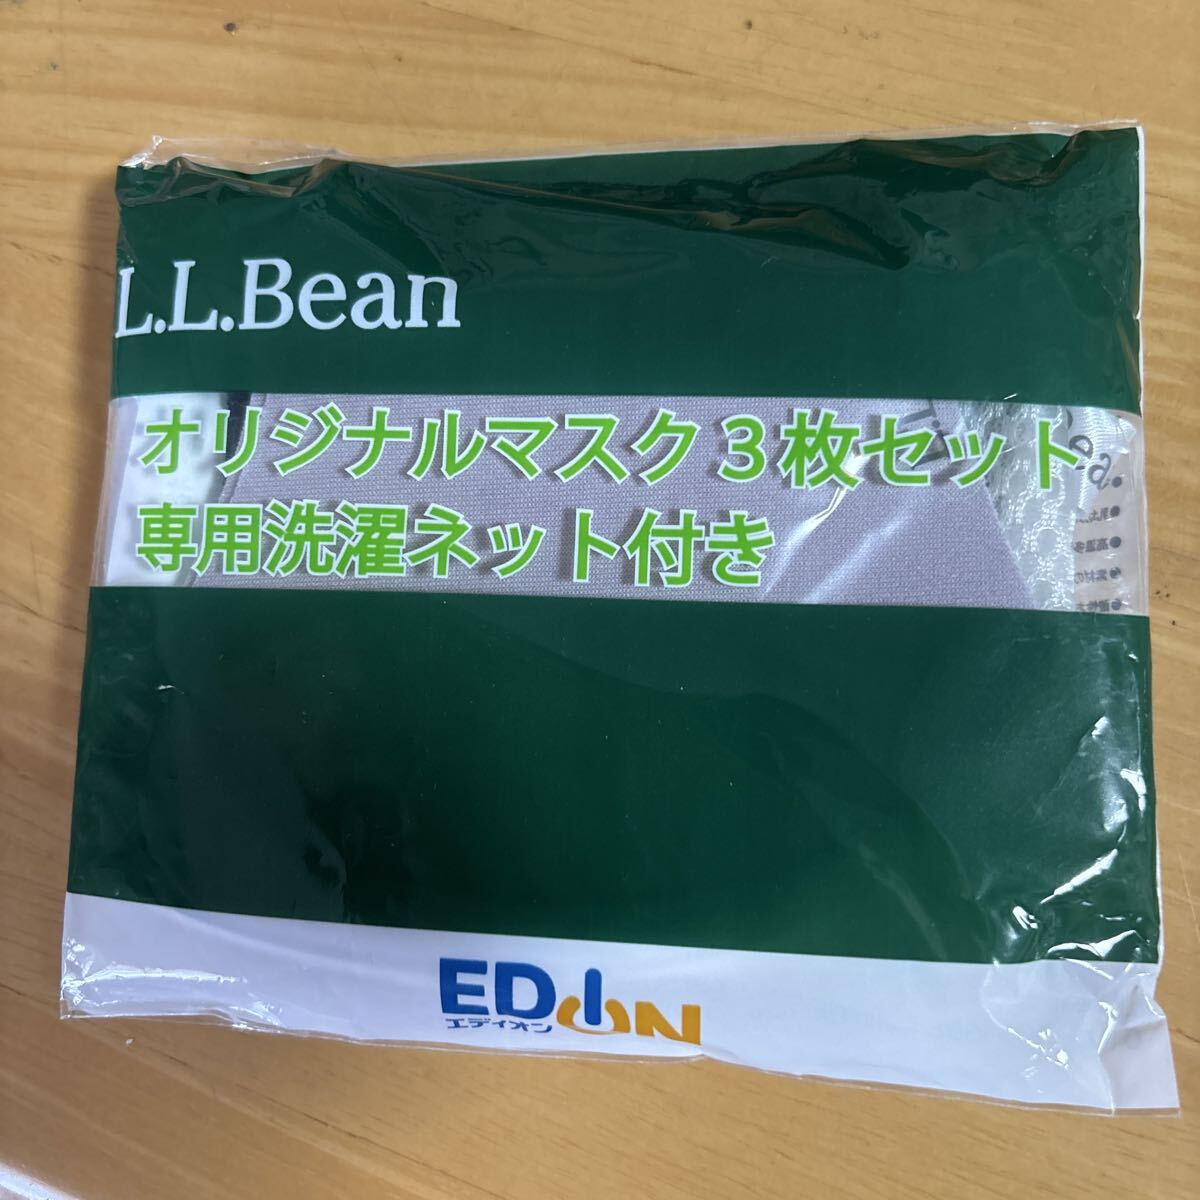 L.L.Bean
オリジナルマスク３枚セット
専用洗濯ネット付き
EDION
エディオン